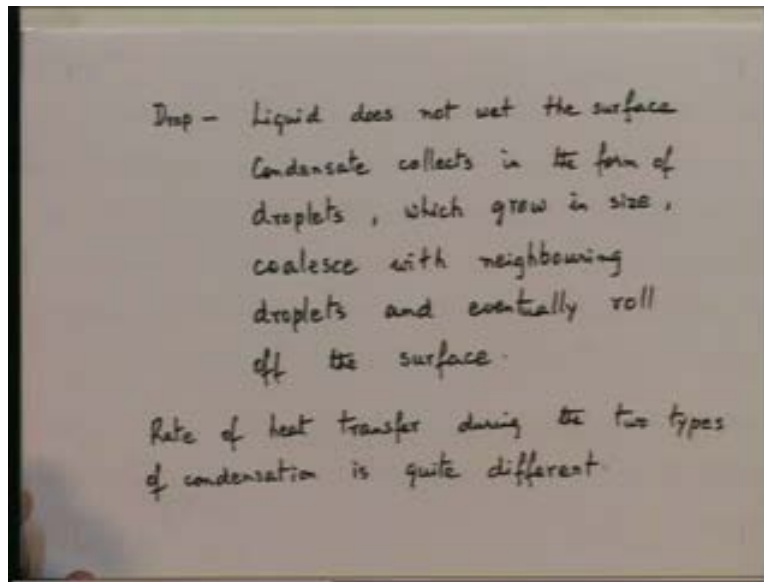 Drop - Liquid does not wet the surface
Condensate collects in the form of
droplets, which grow in size,
coalesce with neighbouring
droplets and eventually roll
off the surface.
Rate of heat transfer during the two types
of condensation is quite different.